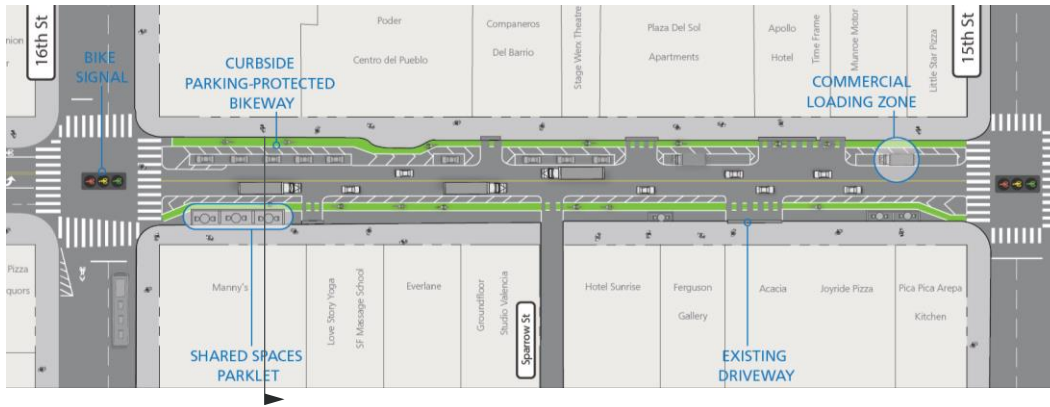 16th St
nion
r
BIKE
SIGNAL
CURBSIDE
PARKING-PROTECTED
BIKEWAY
Poder
Centro del Pueblo
Companeros
Del Barrio
Stage Werx Theatre
Plaza Del Sol
Apartments
Apollo
Hotel
Time Frame
Munroe Motor
Little Star Pizza
COMMERCIAL
LOADING ZONE
15th St
Pizza
quors
Manny's
Love Story Yoga
SF Massage School
Everlane
Groundfloor
Studio Valencia
Sparrow St
Hotel Sunrise
Ferguson
Gallery
Acacia
Joyride Pizza
Pica Pica Arepa
Kitchen
SHARED SPACES
PARKLET
EXISTING
DRIVEWAY